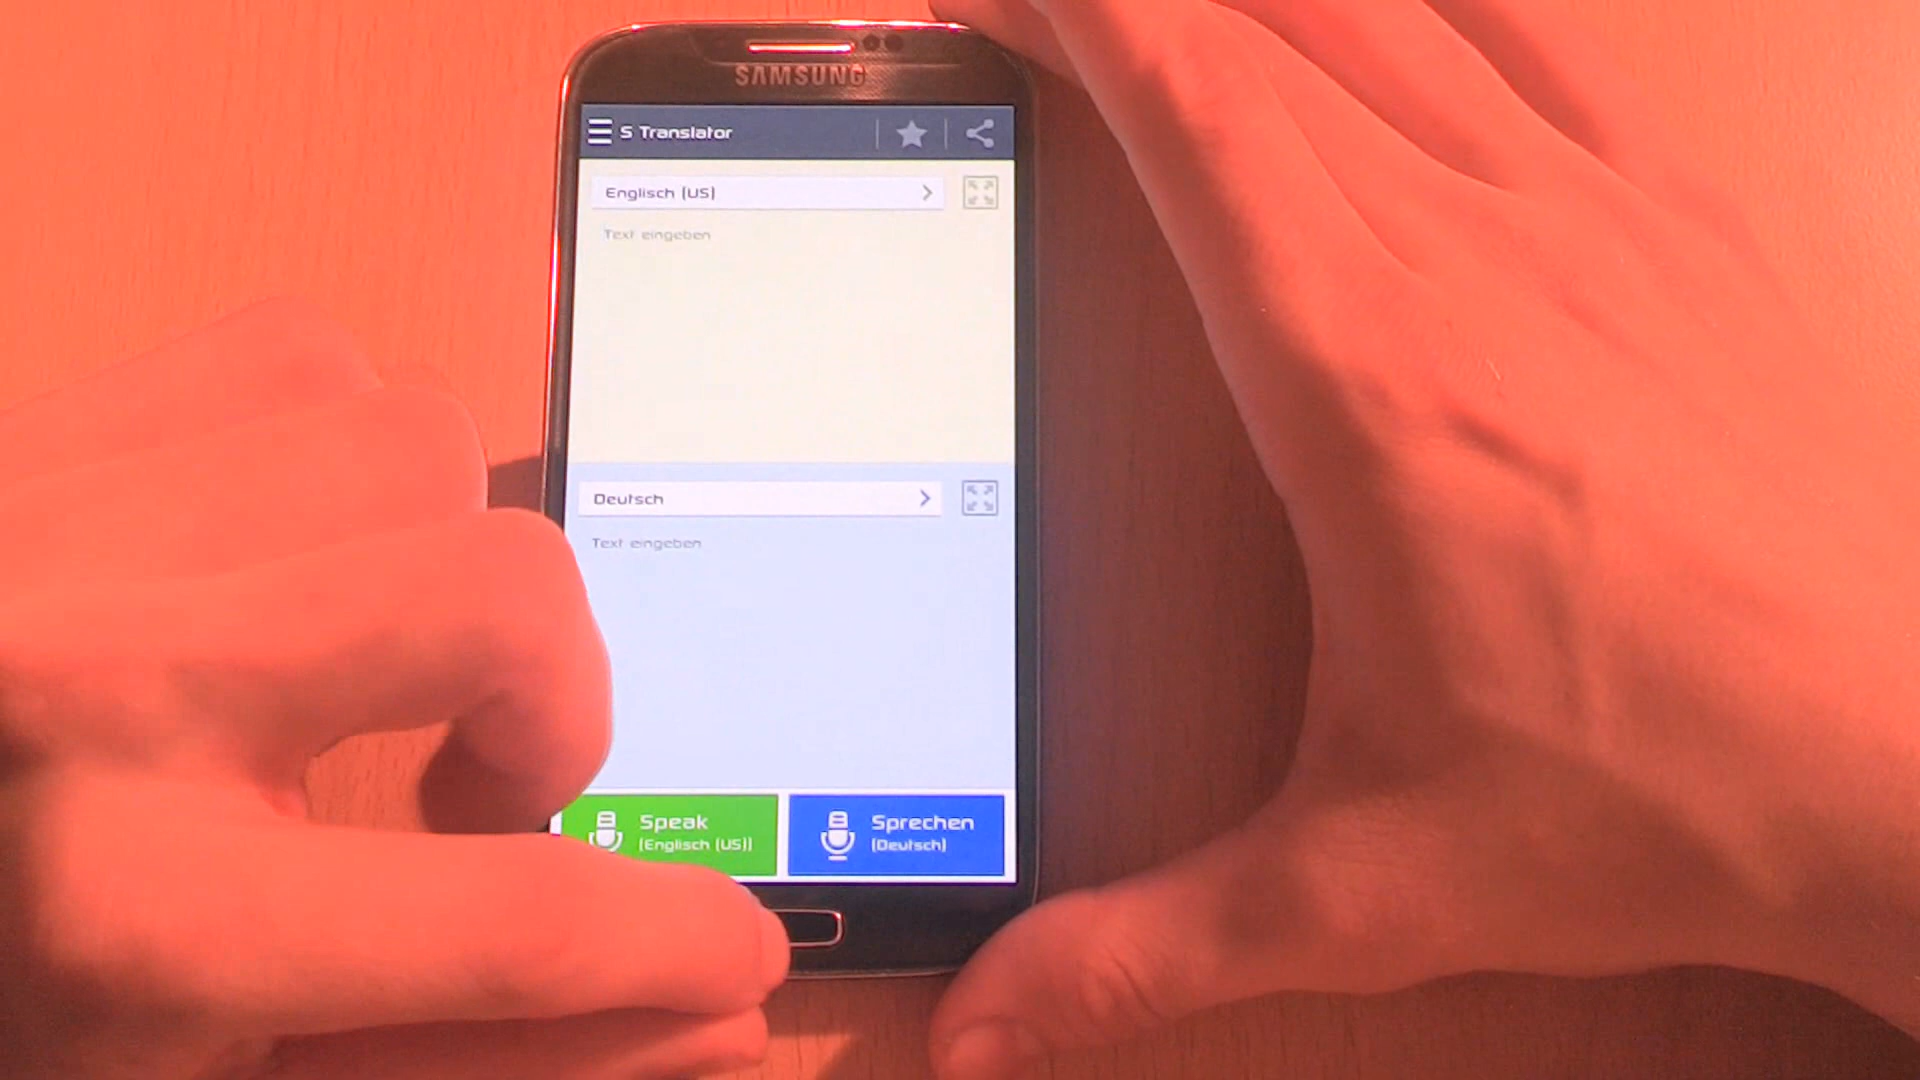 SAMSUNG
S Translator
Englisch (US)
Text eingeben
Deutsch
Text eingeben
Speak
(Englisch (US))
Sprechen
(Deutsch)